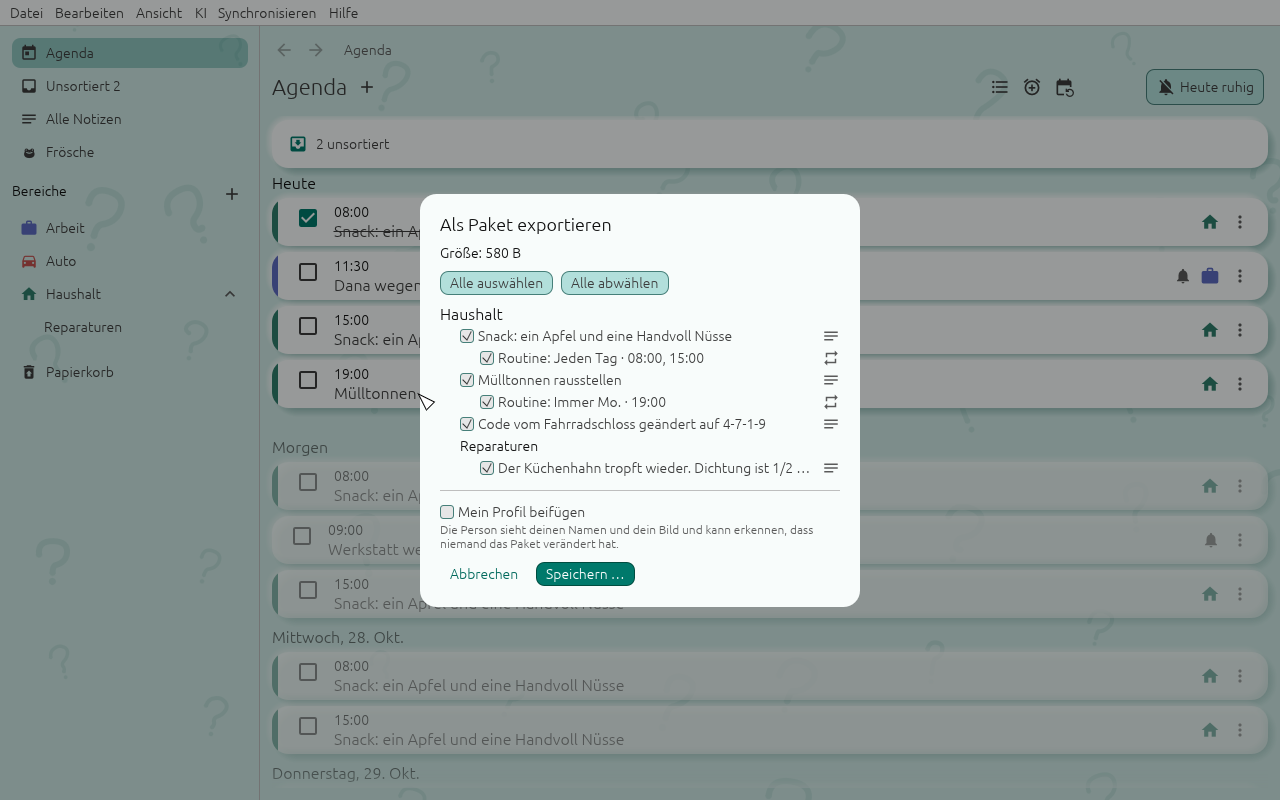 Datei Bearbeiten Ansicht KI Synchronisieren Hilfe
Agenda
Unsortiert 2
Alle Notizen
Frösche
Bereiche
Arbeit
Auto
Haushalt
Reparaturen
Papierkorb
Agenda
Agenda
Heute ruhig
2 unsortiert
Heute
08:00
Snack: ein Ap
11:30
Dana wegen
15:00
Snack: ein Ap
19:00
Mülltonnen
Morgen
08:00
Snack: ein Ap
09:00
Werkstatt we
15:00
Snack: ein Apfel und eine Handvoll Nüsse
Mittwoch, 28. Okt.
08:00
Snack: ein Apfel und eine Handvoll Nüsse
15:00
Snack: ein Apfel und eine Handvoll Nüsse
Donnerstag, 29. Okt.
Als Paket exportieren
Größe: 580 B
Alle auswählen Alle abwählen
Haushalt
Snack: ein Apfel und eine Handvoll Nüsse
Routine: Jeden Tag · 08:00, 15:00
Mülltonnen rausstellen
Routine: Immer Mo. · 19:00
Code vom Fahrradschloss geändert auf 4-7-1-9
Reparaturen
Der Küchenhahn tropft wieder. Dichtung ist 1/2 …
Mein Profil beifügen
Die Person sieht deinen Namen und dein Bild und kann erkennen, dass
niemand das Paket verändert hat.
Abbrechen Speichern …